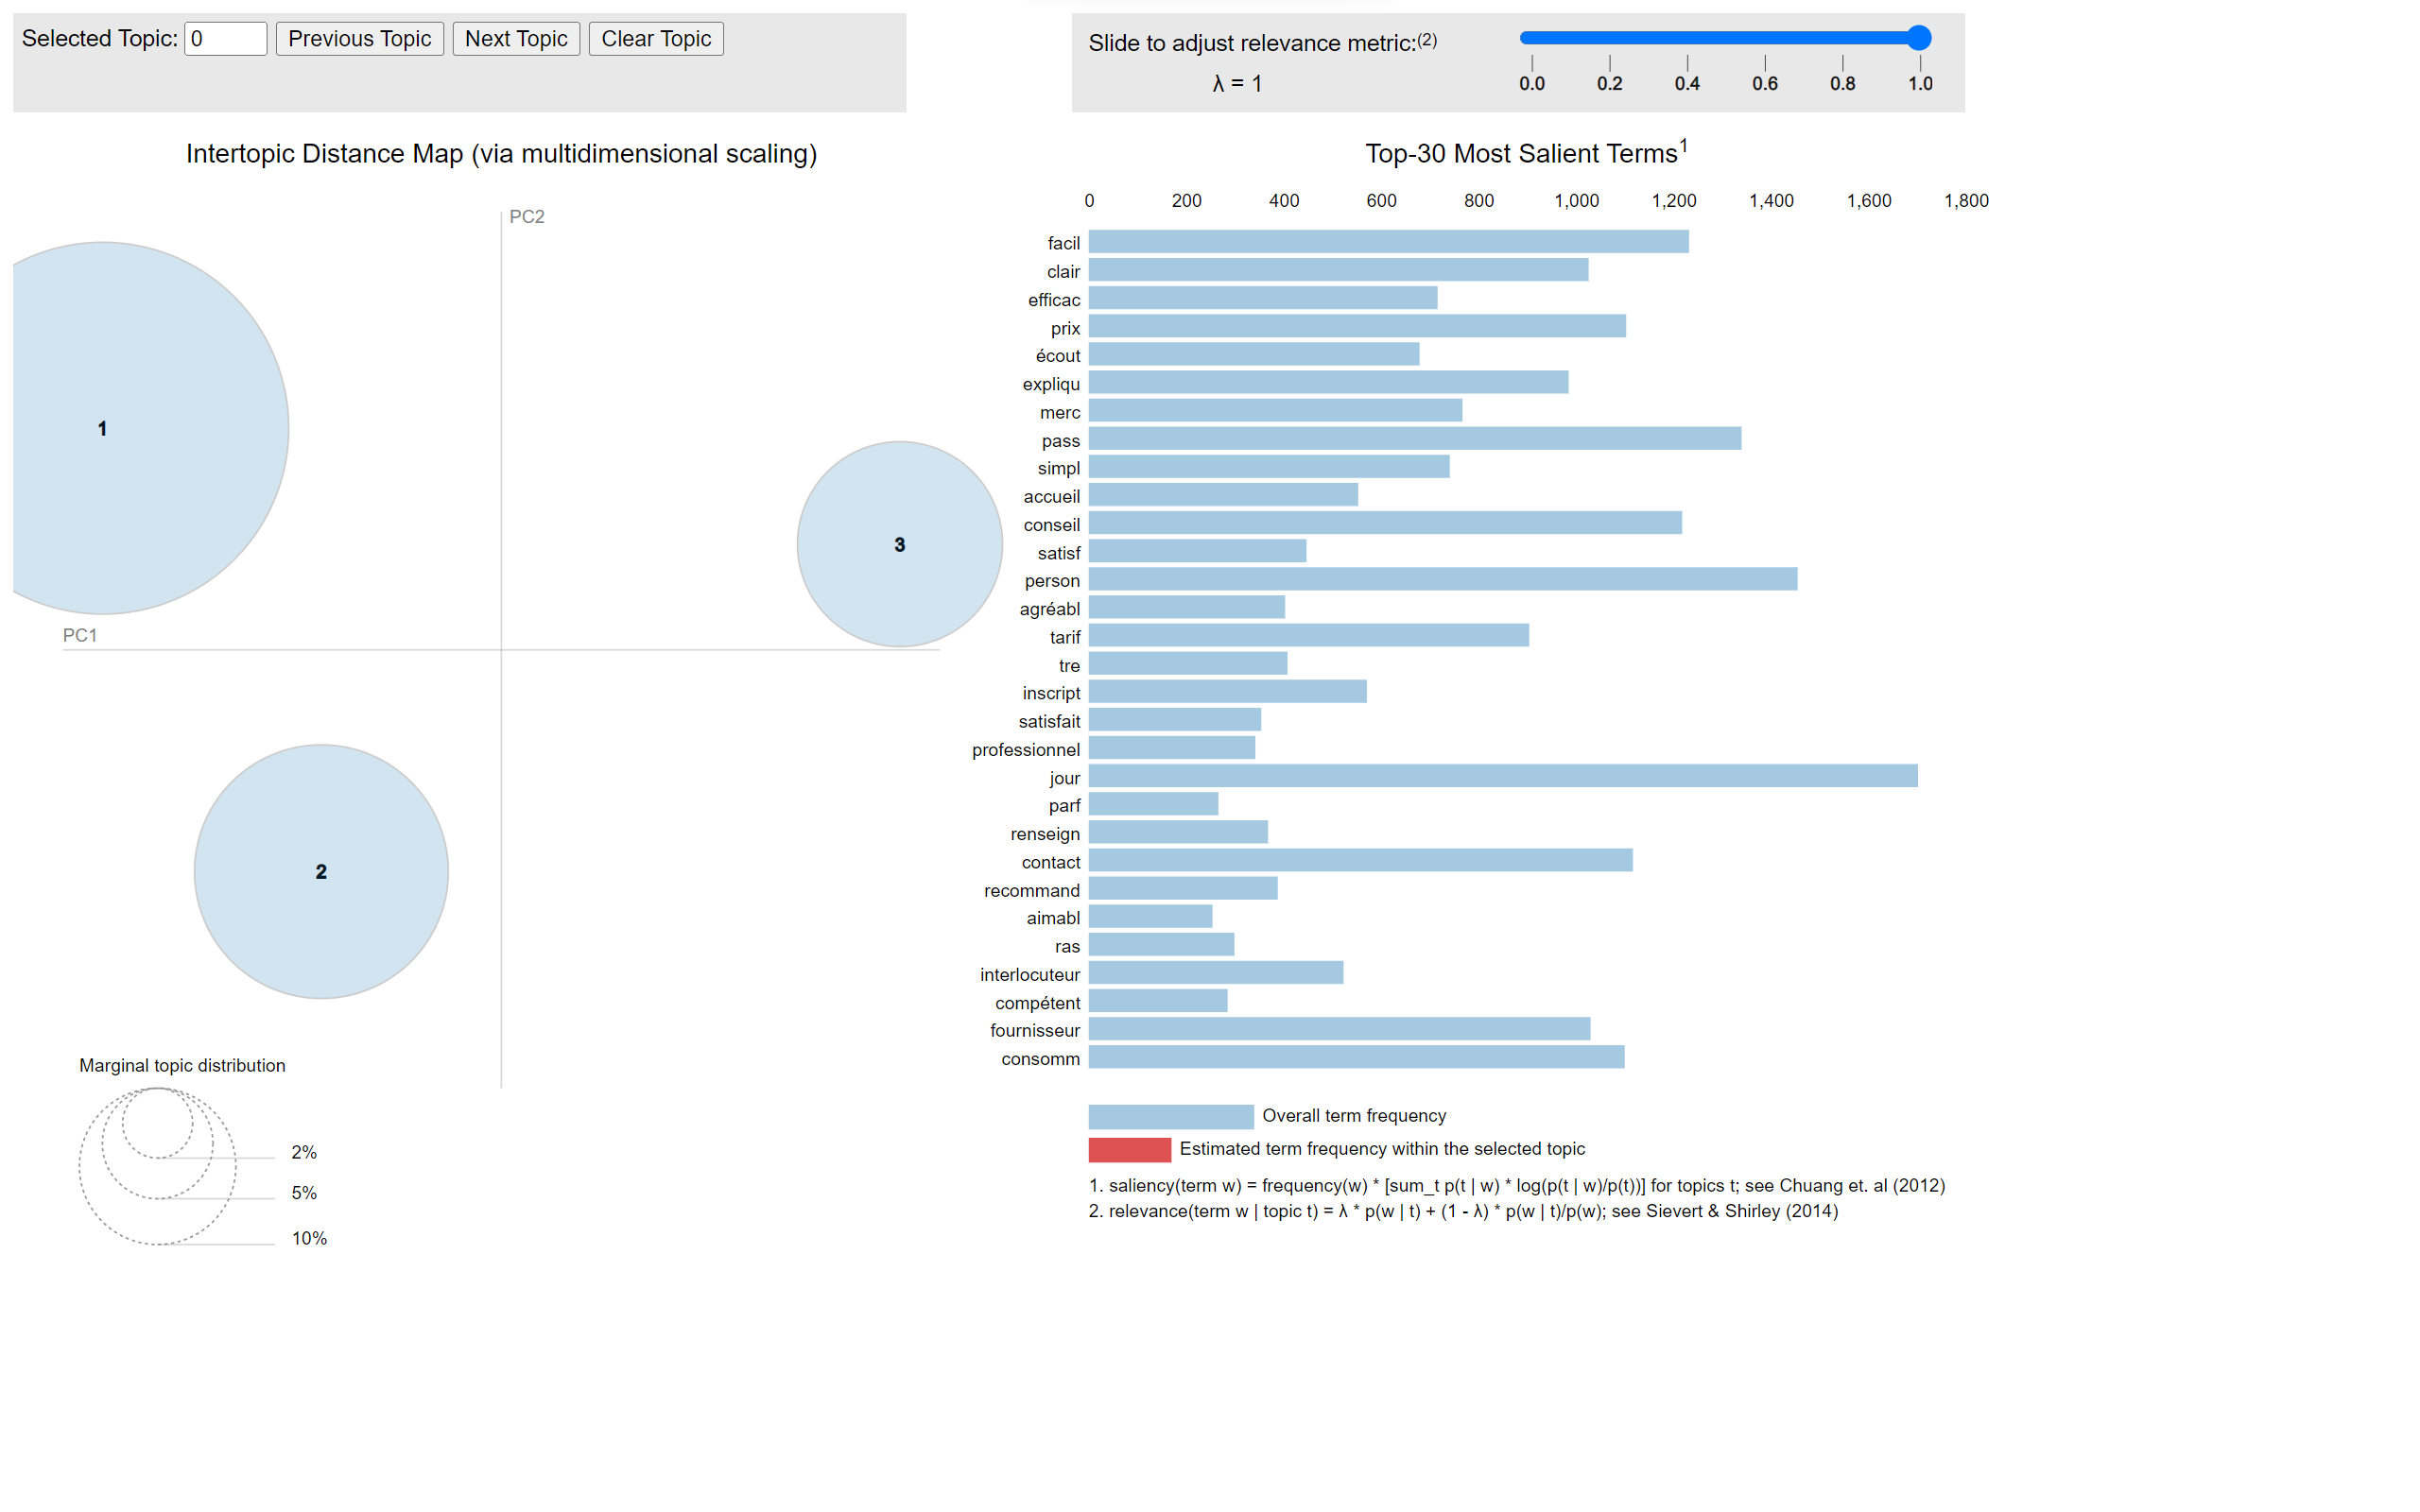 Selected Topic: 0 Previous Topic Next Topic Clear Topic
Slide to adjust relevance metric:(2)
λ = 1
0.0 0.2 0.4 0.6 0.8 1.0
Intertopic Distance Map (via multidimensional scaling)
PC2
1
3
PC1
2
Marginal topic distribution
2%
5%
10%
Top-30 Most Salient Terms1
0 200 400 600 800 1,000 1,200 1,400 1,600 1,800
facil
clair
efficac
prix
écout
expliqu
merc
pass
simpl
accueil
conseil
satisf
person
agréabl
tarif
tre
inscript
satisfait
professionnel
jour
parf
renseign
contact
recommand
aimabl
ras
interlocuteur
compétent
fournisseur
consomm
Overall term frequency
Estimated term frequency within the selected topic
1. saliency(term w) = frequency(w) * [sum_t p(t | w) * log(p(t | w)/p(t))] for topics t; see Chuang et. al (2012)
2. relevance(term w | topic t) = λ * p(w | t) + (1 - λ) * p(w | t)/p(w); see Sievert & Shirley (2014)